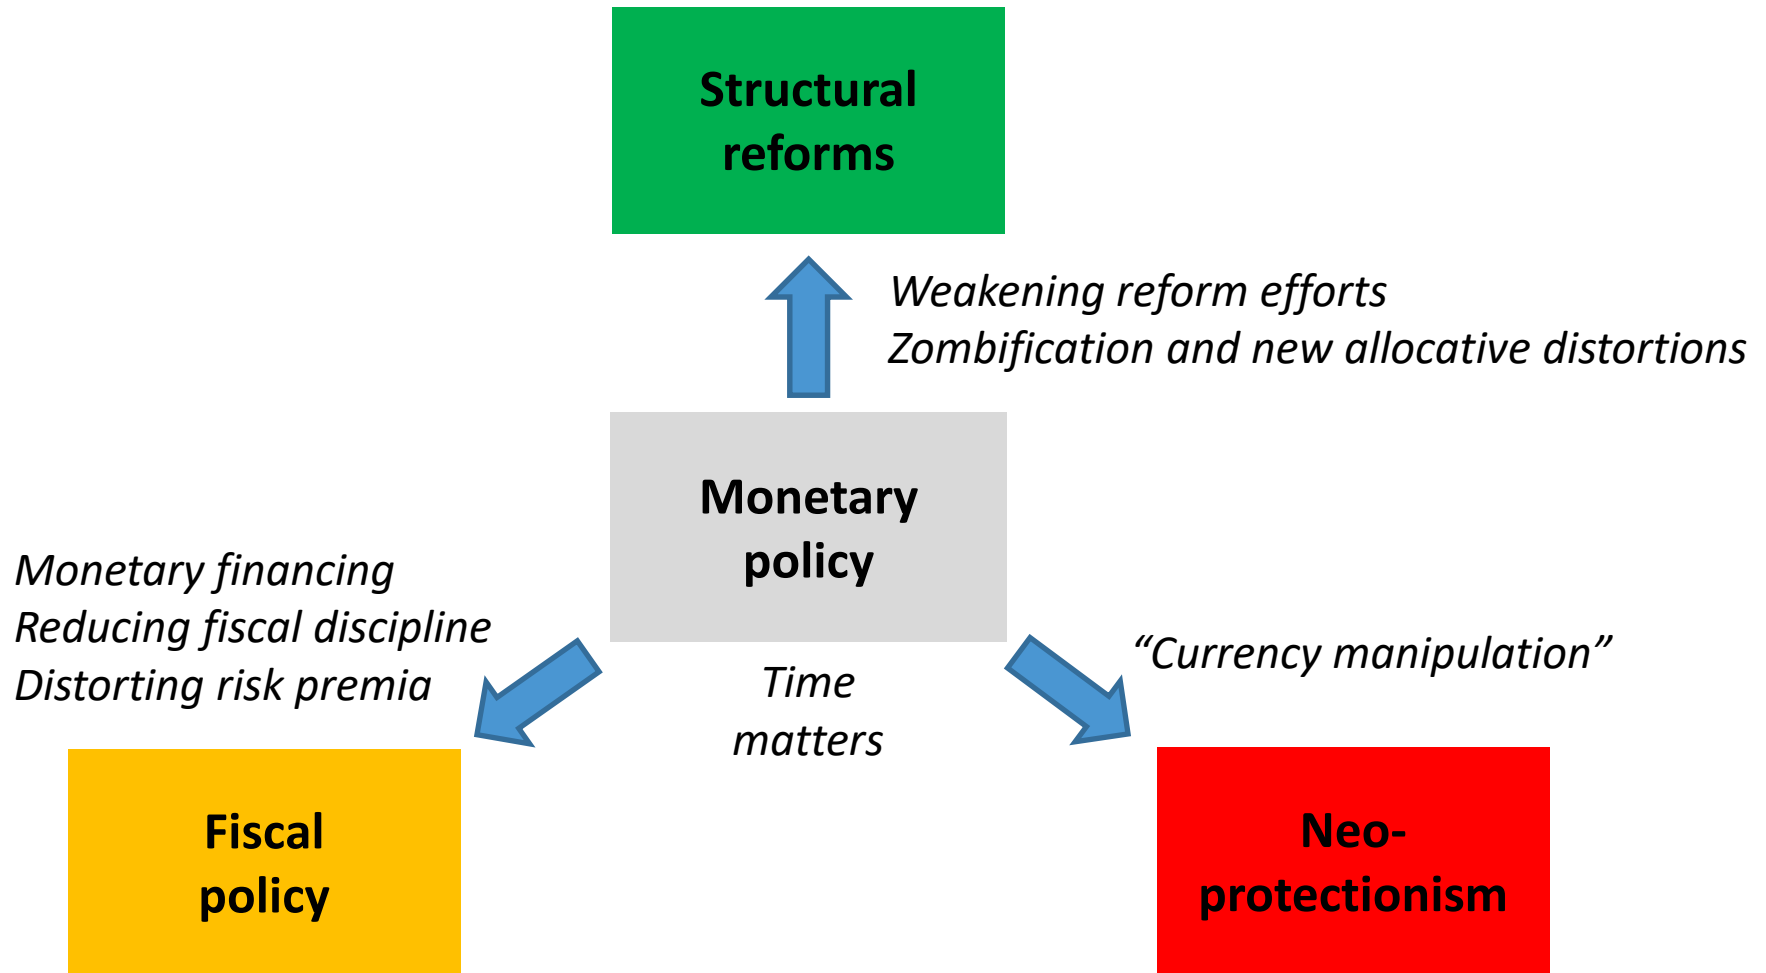 Structural
reforms
Weakening reform efforts
Zombification and new allocative distortions
Monetary
policy
Monetary financing
Reducing fiscal discipline
Distorting risk premia
Time
matters
“Currency manipulation”
Fiscal
policy
Neo-
protectionism